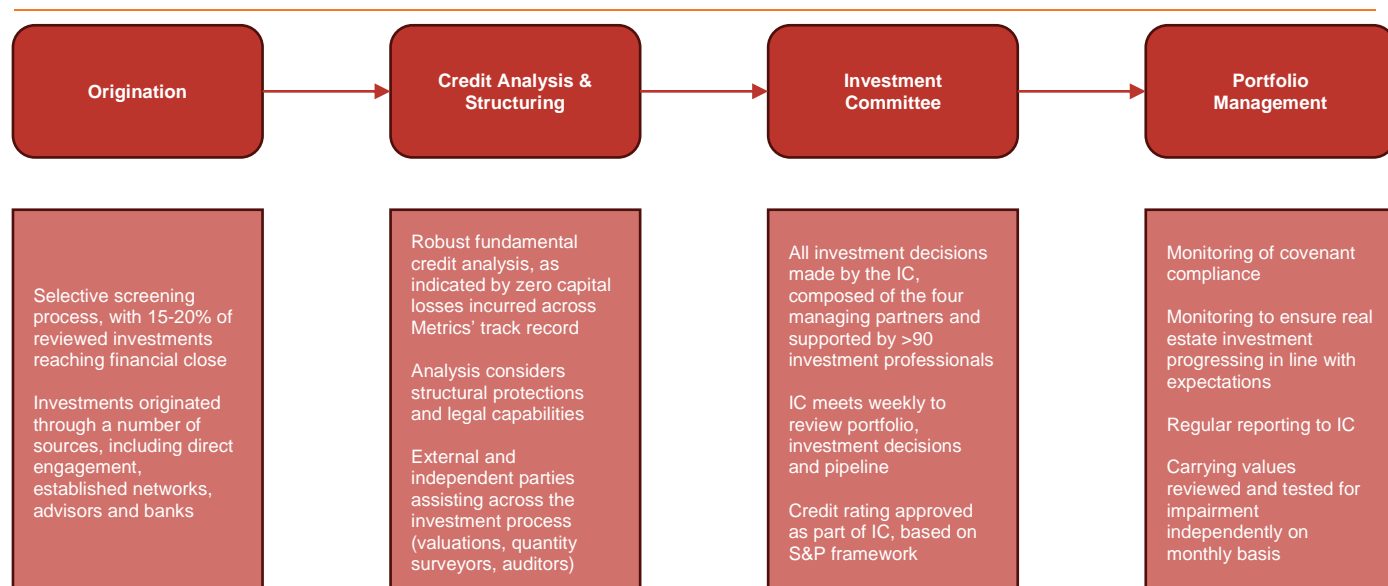 Origination
Credit Analysis &
Structuring
Investment
Committee
Portfolio
Management
Selective screening
process, with 15-20% of
reviewed investments
reaching financial close
Investments originated
through a number of
sources, including direct
engagement,
established networks,
advisors and banks
Robust fundamental
credit analysis, as
indicated by zero capital
losses incurred across
Metrics’ track record
Analysis considers
structural protections
and legal capabilities
External and
independent parties
assisting across the
investment process
(valuations, quantity
surveyors, auditors)
All investment decisions
made by the IC,
composed of the four
managing partners and
supported by >90
investment professionals
IC meets weekly to
review portfolio,
investment decisions
and pipeline
Credit rating approved
as part of IC, based on
S&P framework
Monitoring of covenant
compliance
Monitoring to ensure real
estate investment
progressing in line with
expectations
Regular reporting to IC
Carrying values
reviewed and tested for
impairment
independently on
monthly basis